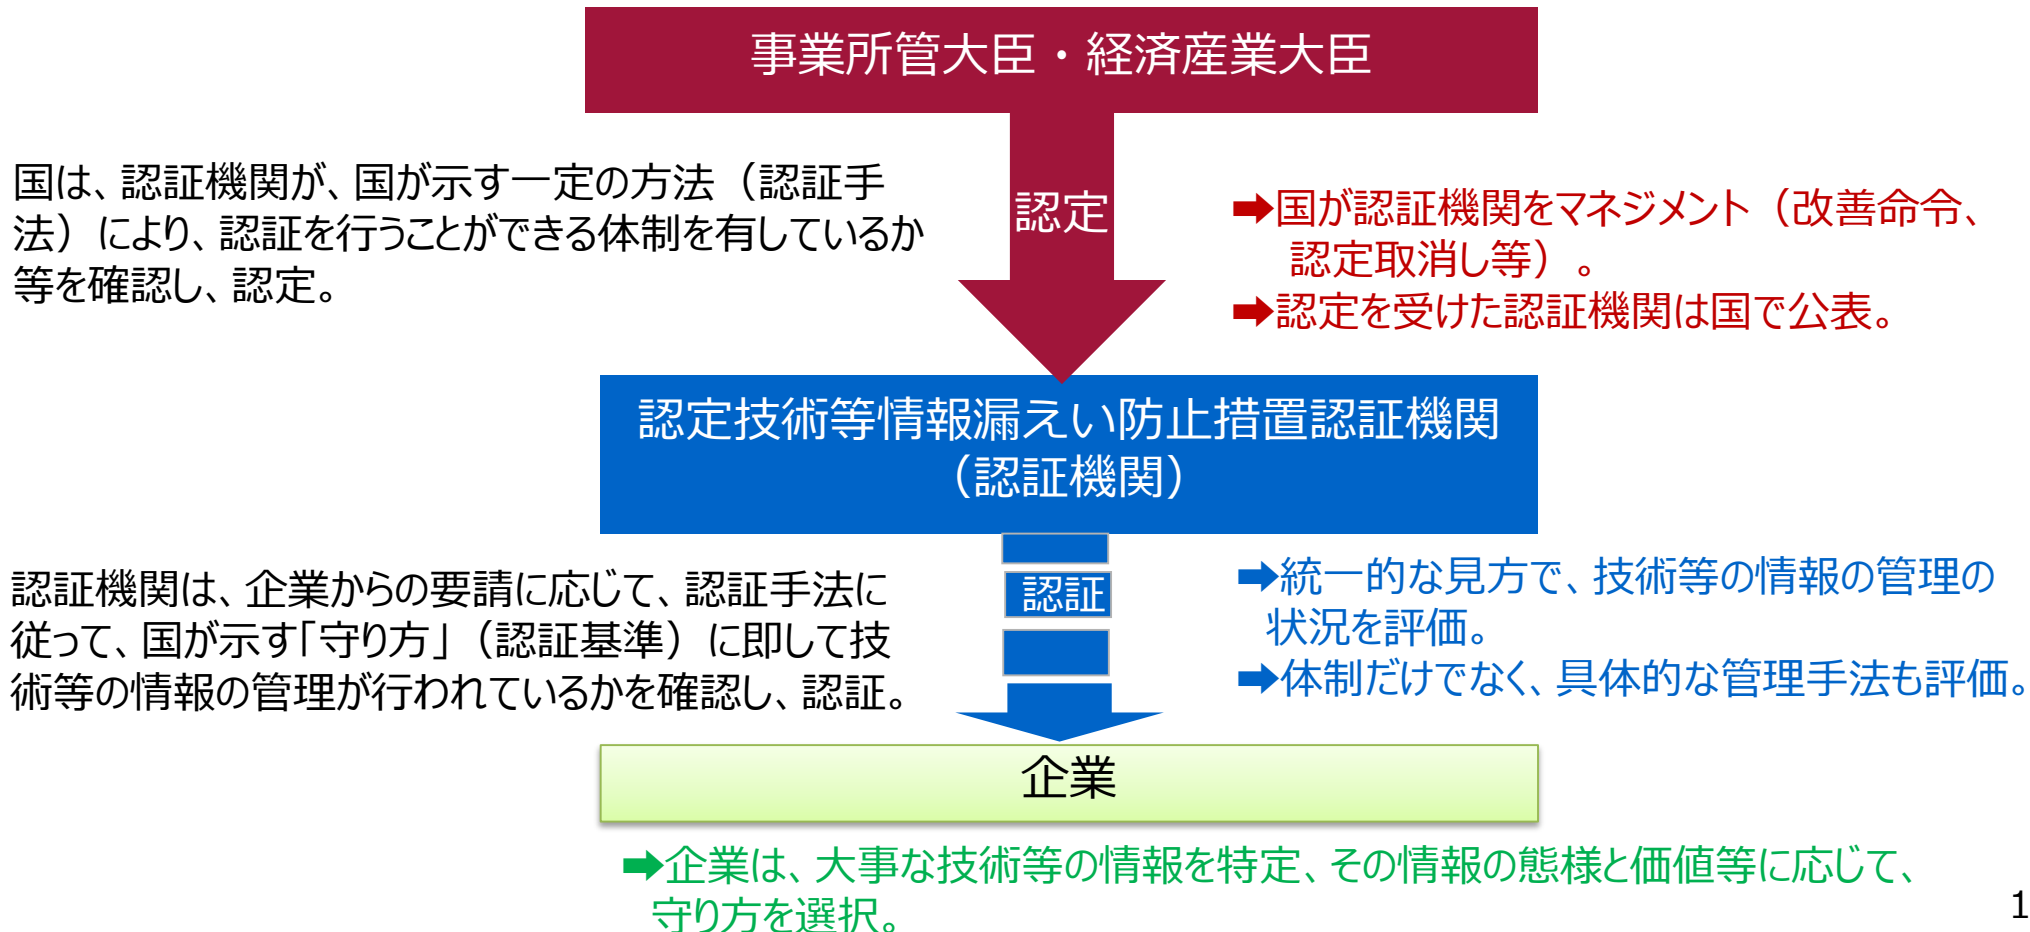 事業所管大臣・経済産業大臣
国は、認証機関が、国が示す一定の方法（認証手
法）により、認証を行うことができる体制を有しているか
等を確認し、認定。
認定
➡国が認証機関をマネジメント（改善命令、
認定取消し等）。
➡認定を受けた認証機関は国で公表。
認定技術等情報漏えい防止措置認証機関
（認証機関）
認証機関は、企業からの要請に応じて、認証手法に
従って、国が示す「守り方」（認証基準）に即して技
術等の情報の管理が行われているかを確認し、認証。
認証
➡統一的な見方で、技術等の情報の管理の
状況を評価。
➡体制だけでなく、具体的な管理手法も評価。
企業
➡企業は、大事な技術等の情報を特定、その情報の態様と価値等に応じて、
守り方を選択。
1